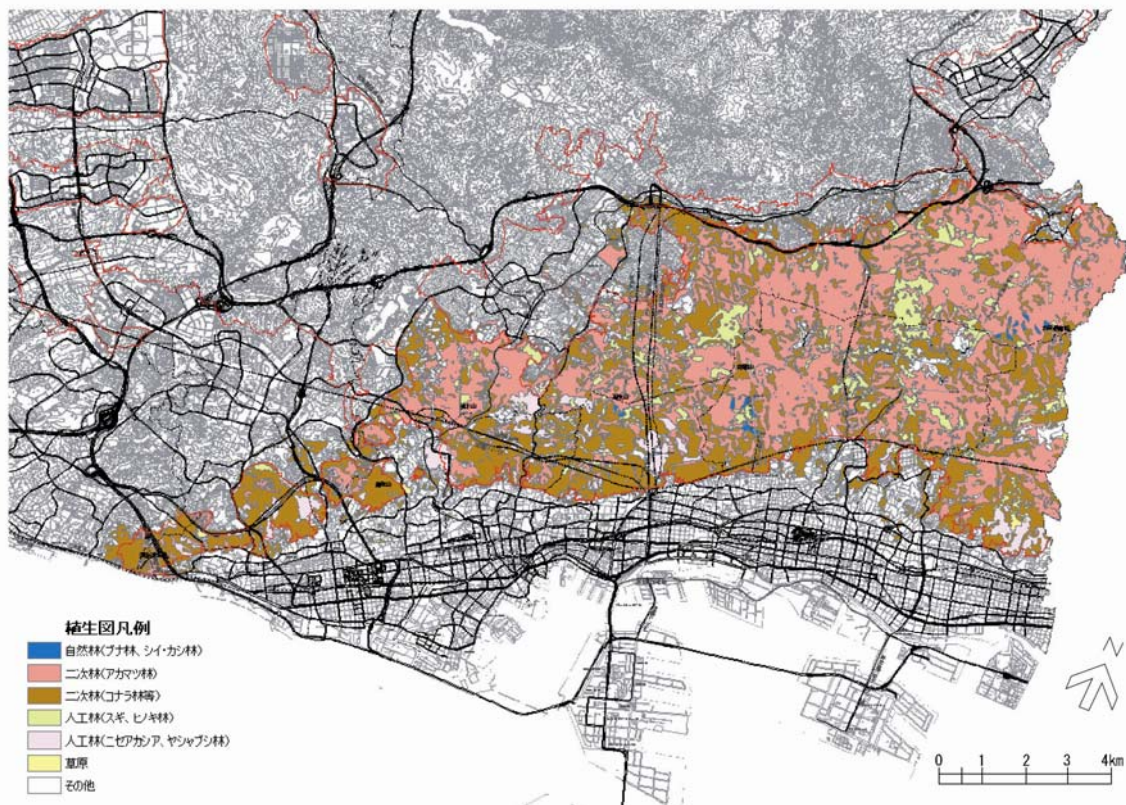 植生図凡例
自然林(ブナ林、シイ・カシ林)
二次林(アカマツ林)
二次林(コナラ林等)
人工林(スギ、ヒノキ林)
人工林(ニセアカシア、ヤシャブシ林)
草原
その他
N
0 1 2 3 4km